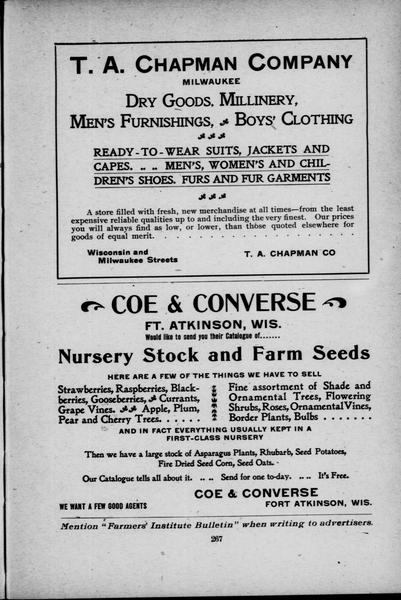 T. A. CHAPMAN COMPANY
MILWAUKEE
DRY GOODS. MILLINERY,
MEN'S FURNISHINGS, BOYS' CLOTHING
READY-TO-WEAR SUITS, JACKETS AND
CAPES. .. .. MEN'S, WOMEN'S AND CHIL-
DREN'S SHOES. FURS AND FUR GARMENTS
A store filled with fresh, new merchandise at all times—from the least
expensive reliable qualities up to and including the very finest. Our prices
you will always find as low, or lower, than those quoted elsewhere for
goods of equal merit. . . . . . . . . . . . . . . . . .
Wisconsin and
Milwaukee Streets
T. A. CHAPMAN CO
COE & CONVERSE
FT. ATKINSON, WIS.
Would like to send you their Catalogue of.......
Nursery Stock and Farm Seeds
HERE ARE A FEW OF THE THINGS WE HAVE TO SELL
Strawberries, Raspberries, Black-
berries, Gooseberries, Currants,
Grape Vines. Apple, Plum,
Pear and Cherry Trees. . . . . . .
Fine assortment of Shade and
Ornamental Trees, Flowering
Shrubs, Roses, Ornamental Vines,
Border Plants, Bulbs . . . . . .
AND IN FACT EVERYTHING USUALLY KEPT IN A
FIRST-CLASS NURSERY
Then we have a large stock of Asparagus Plants, Rhubarb, Seed Potatoes,
Fire Dried Seed Corn, Seed Oats.
Our Catalogue tells all about it. .. .. Send for one to-day. .. .. It's Free.
COE & CONVERSE
WE WANT A FEW GOOD AGENTS
FORT ATKINSON, WIS.
Mention "Farmers' Institute Bulletin" when writing to advertisers.
267